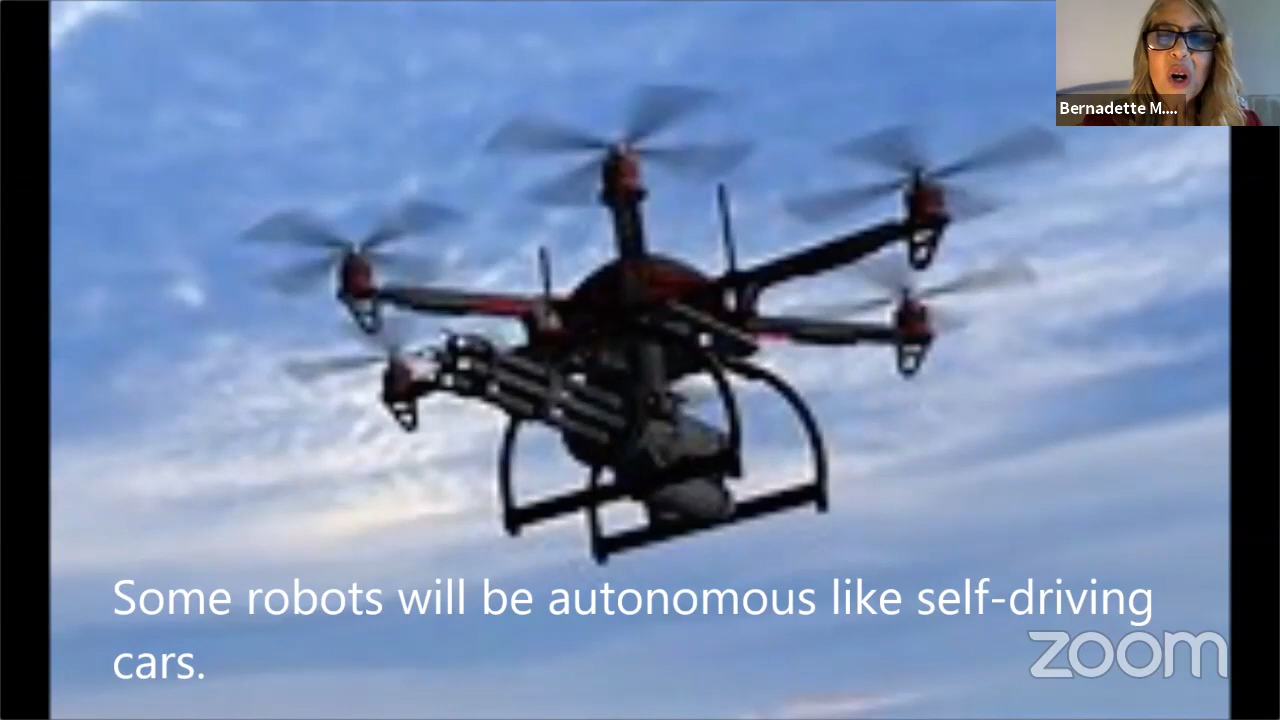 Bernadette M....
Some robots will be autonomous like self-driving
cars.
zoom